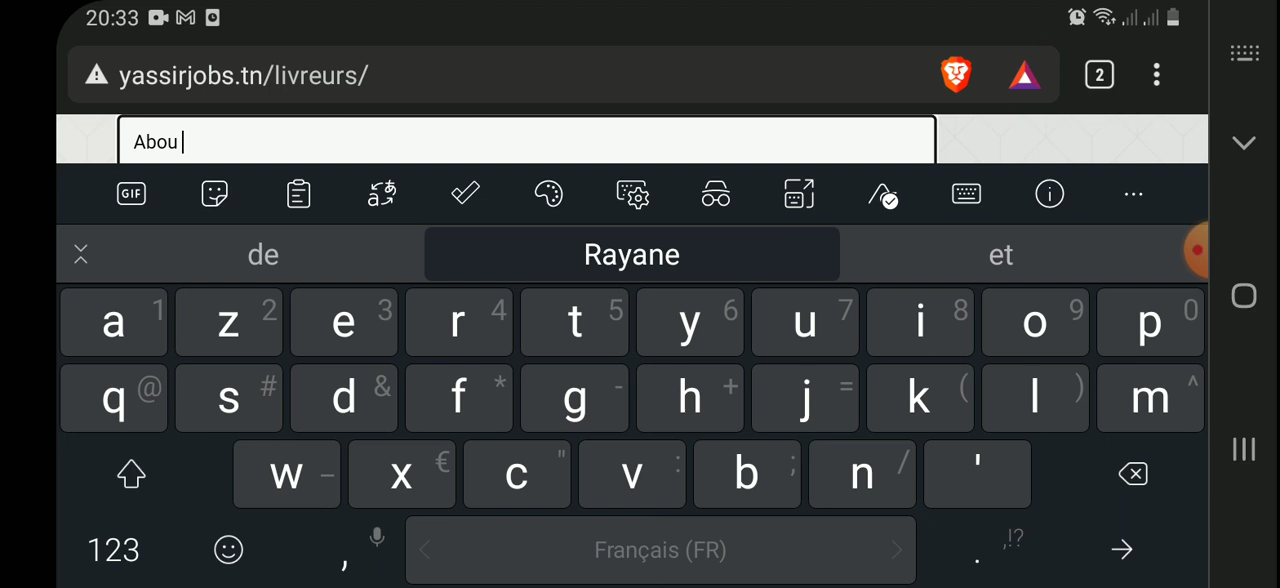 20:33
yassirjobs.tn/livreurs/
2
Abou
GIF
de Rayane et
a 1 z 2 e 3 r 4 t 5 y 6 u 7 i 8 o 9 p 0
q @ s # d & f * g - h + j = k ( l ) m ^
w _ x € c " v : b ; n / '
123 , Français (FR) . ,!?